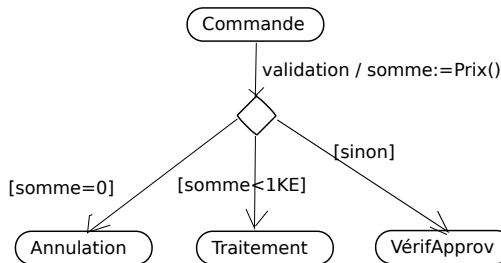 Commande
validation / somme:=Prix()
[sinon]
[somme=0]
[somme<1KE]
Annulation
Traitement
VérifApprov